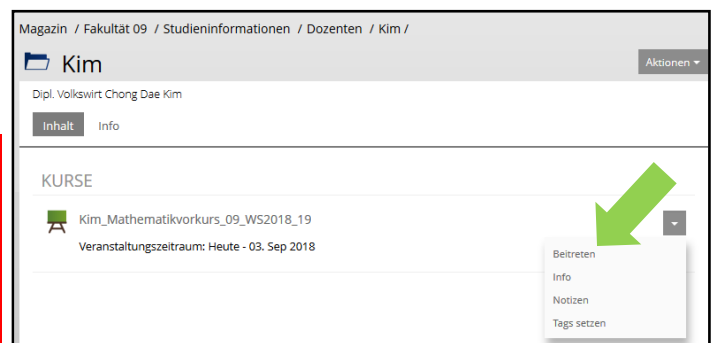 Magazin / Fakultät 09 / Studieninformationen / Dozenten / Kim /
Kim
Aktionen
Dipl. Volkswirt Chong Dae Kim
Inhalt Info
KURSE
Kim_Mathematikvorkurs_09_WS2018_19
Veranstaltungszeitraum: Heute - 03. Sep 2018
Beitreten
Info
Notizen
Tags setzen